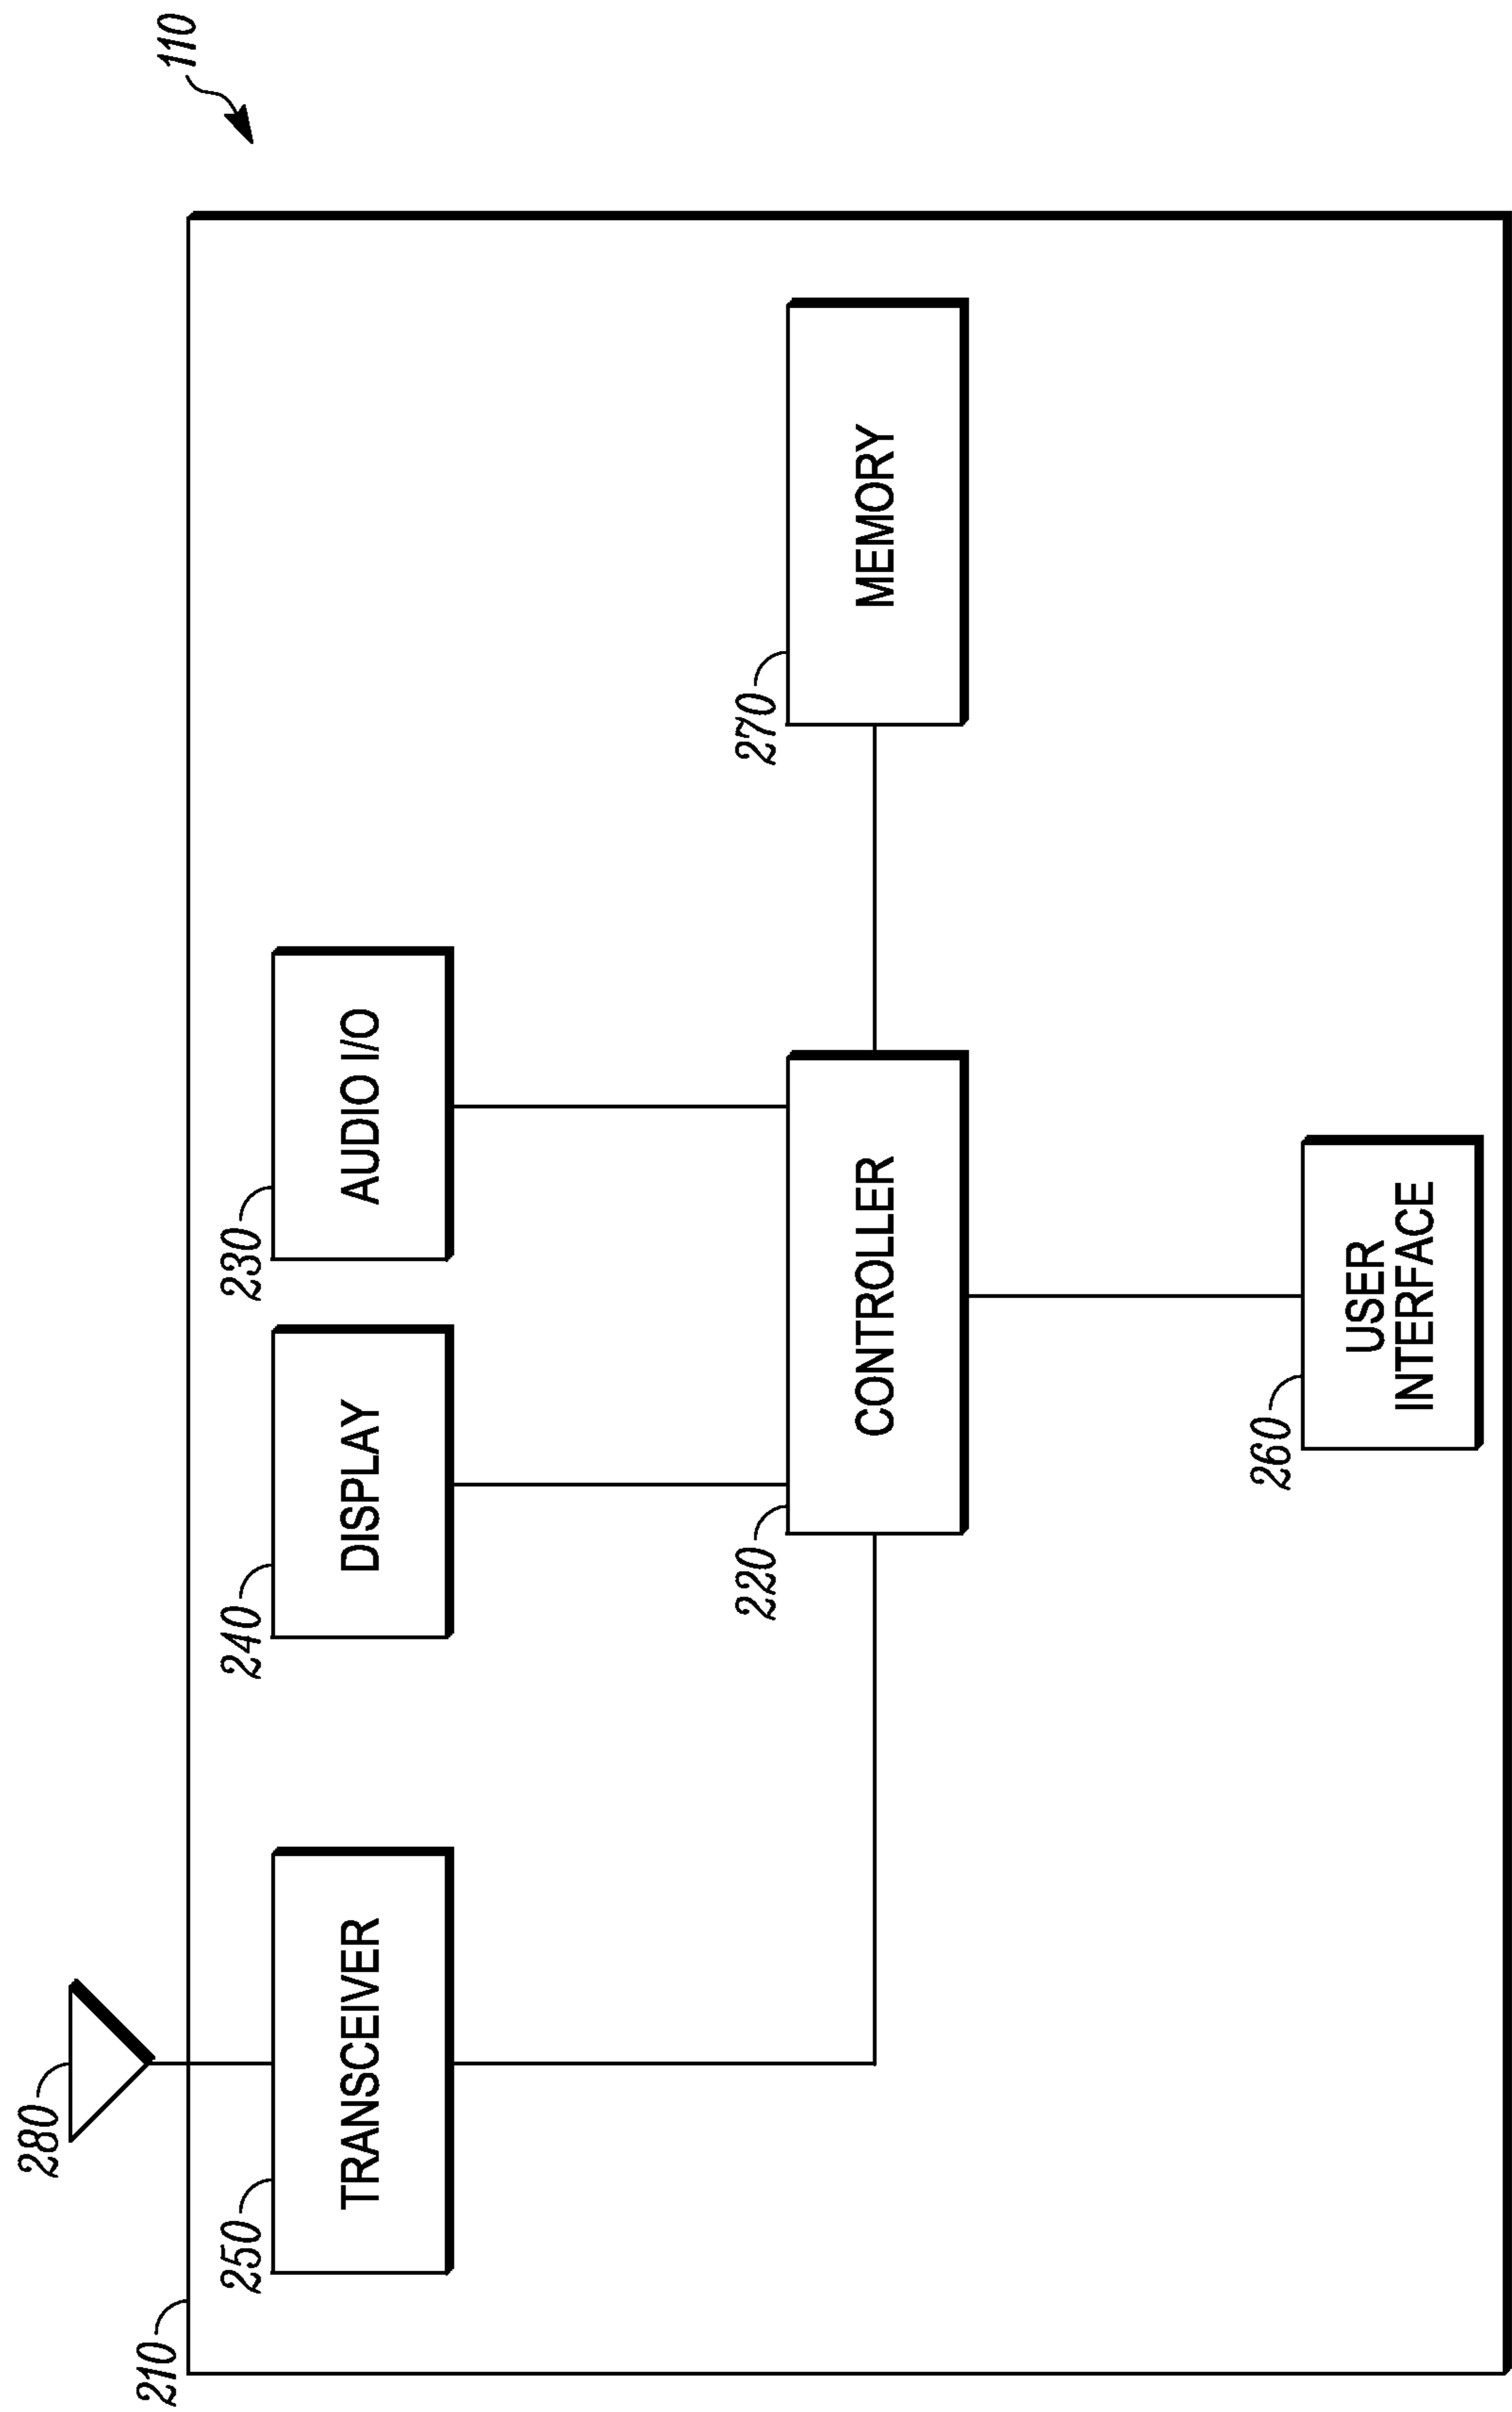 110
280
210
250
TRANSCEIVER
240
DISPLAY
230
AUDIO I/O
220
CONTROLLER
270
MEMORY
260
USER
INTERFACE